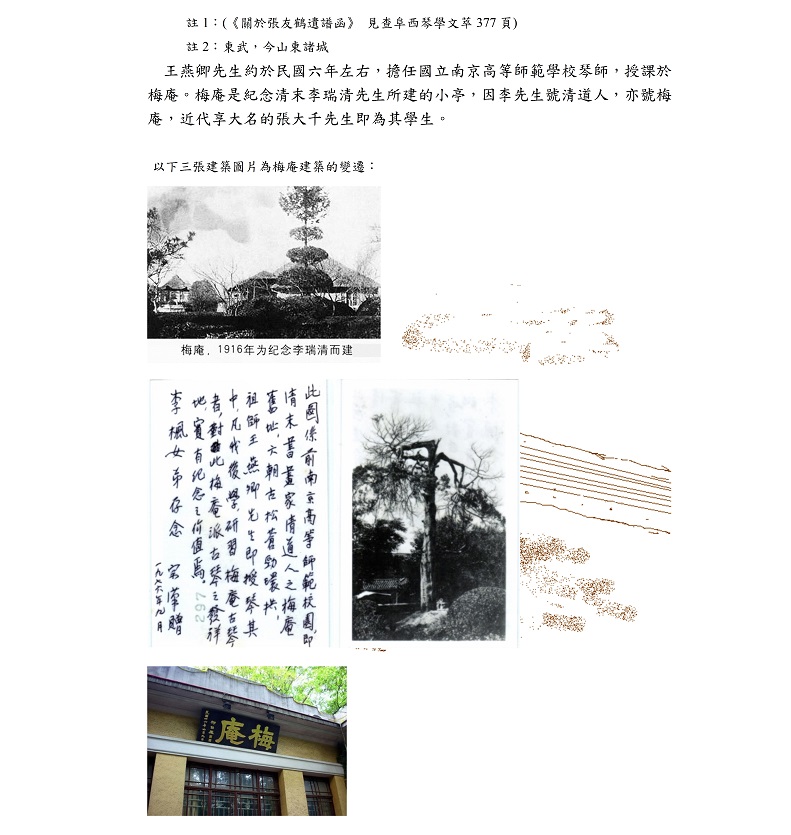 註 1：(《關於張友鶴遺譜函》 見查阜西琴學文萃 377 頁)
註 2：東武，今山東諸城
王燕卿先生約於民國六年左右，擔任國立南京高等師範學校琴師，授課於
梅庵。梅庵是紀念清末李瑞清先生所建的小亭，因李先生號清道人，亦號梅
庵，近代享大名的張大千先生即為其學生。
以下三張建築圖片為梅庵建築的變遷：
梅庵，1916年为纪念李瑞清而建
此圖係前南京高等師範校園，即
清末書畫家清道人之梅庵
舊址，六朝古松蒼勁環拱，
祖師王燕卿先生即授琴其
中，凡我後學研習梅庵古琴
者，對此梅庵派古琴之發祥
地，實有紀念之價值焉。
李楓女弟存念
贈
一九七六年九月
297
梅庵